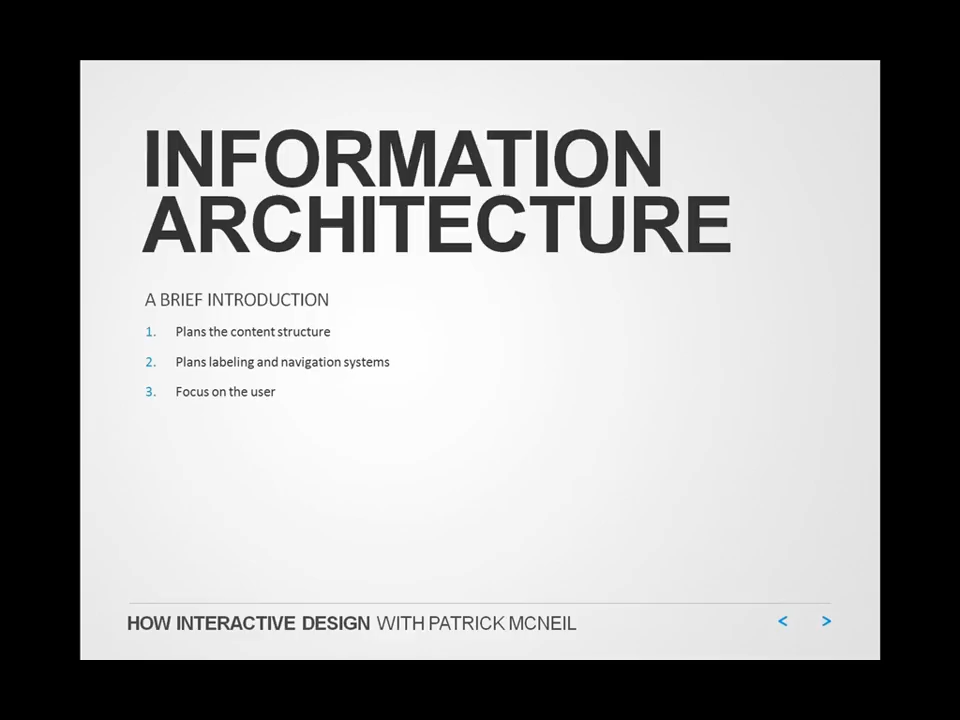 INFORMATION
ARCHITECTURE
A BRIEF INTRODUCTION
1. Plans the content structure
2. Plans labeling and navigation systems
3. Focus on the user
HOW INTERACTIVE DESIGN WITH PATRICK MCNEIL < >